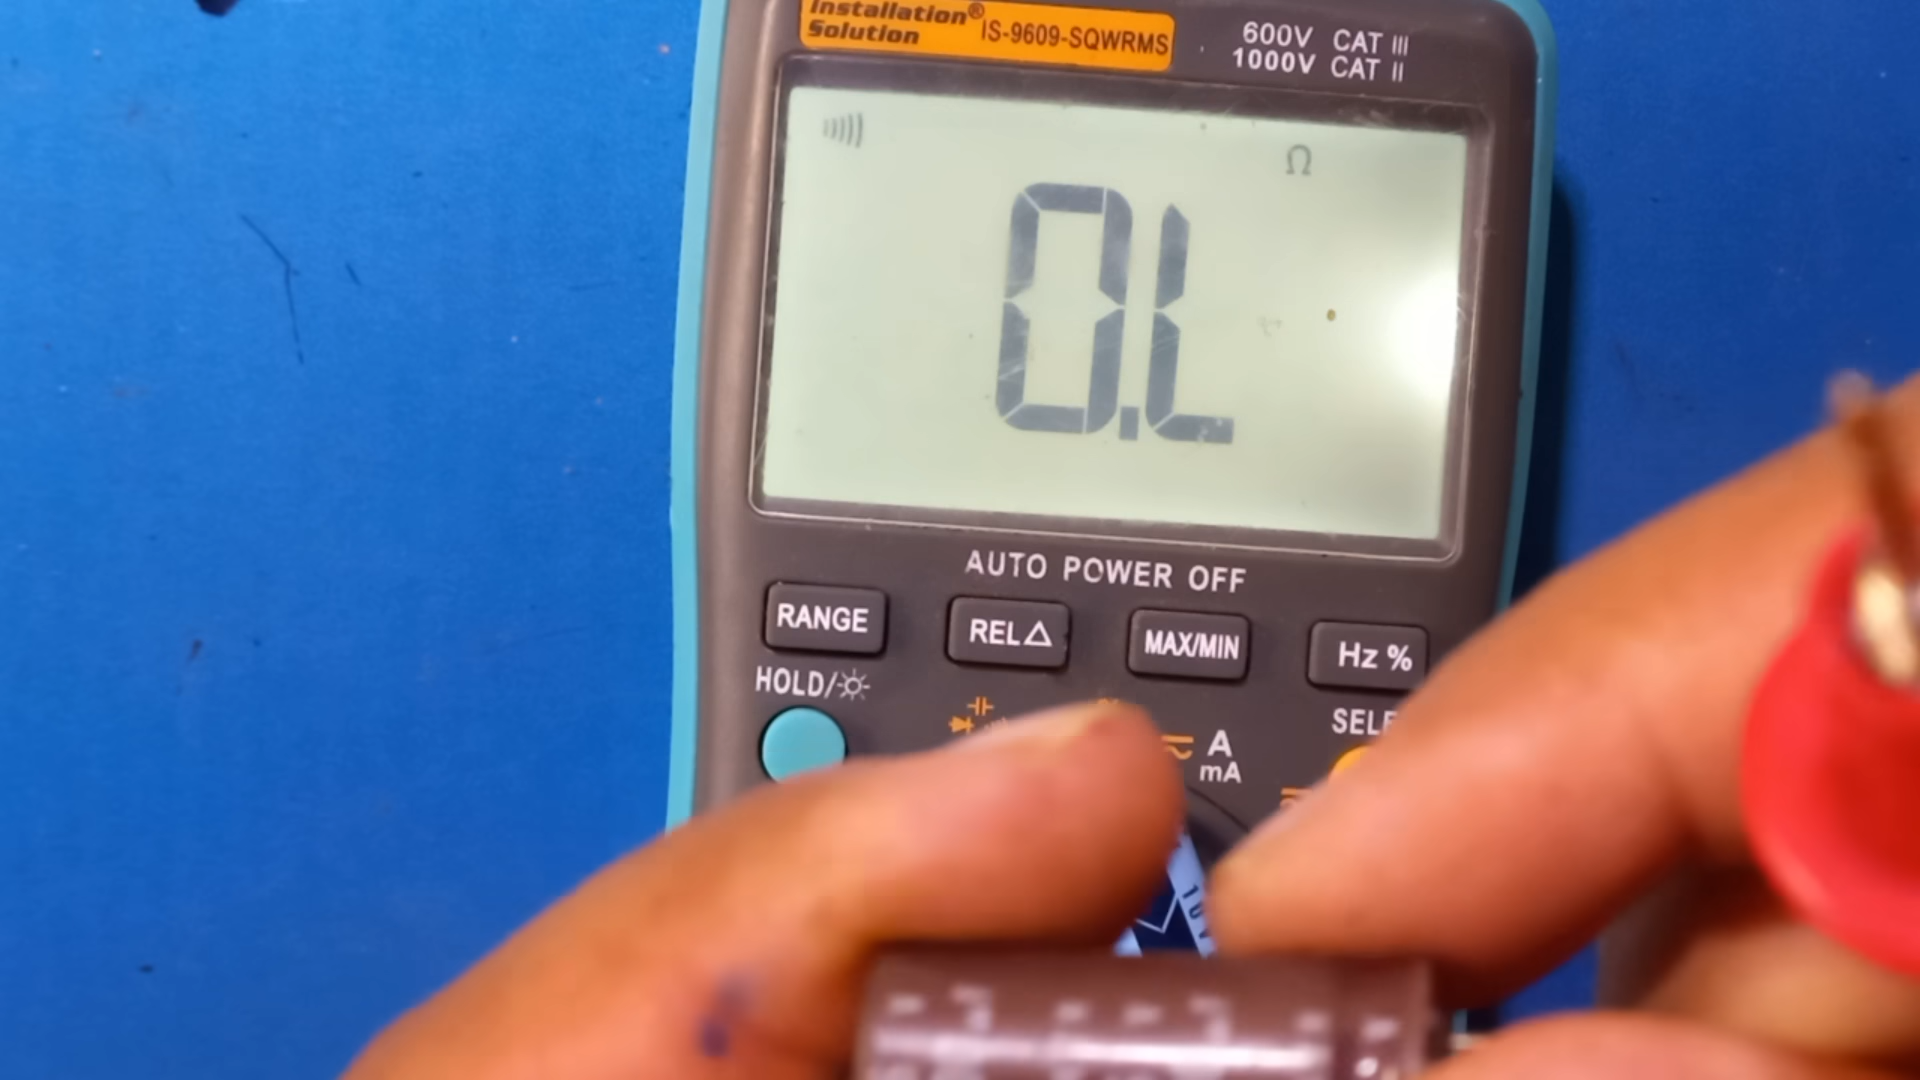 Installation®
Solution
IS-9609-SQWRMS
600V CAT III
1000V CAT II
Ω
O.L
AUTO POWER OFF
RANGE
REL△
MAX/MIN
Hz %
HOLD/
SELE
A
mA